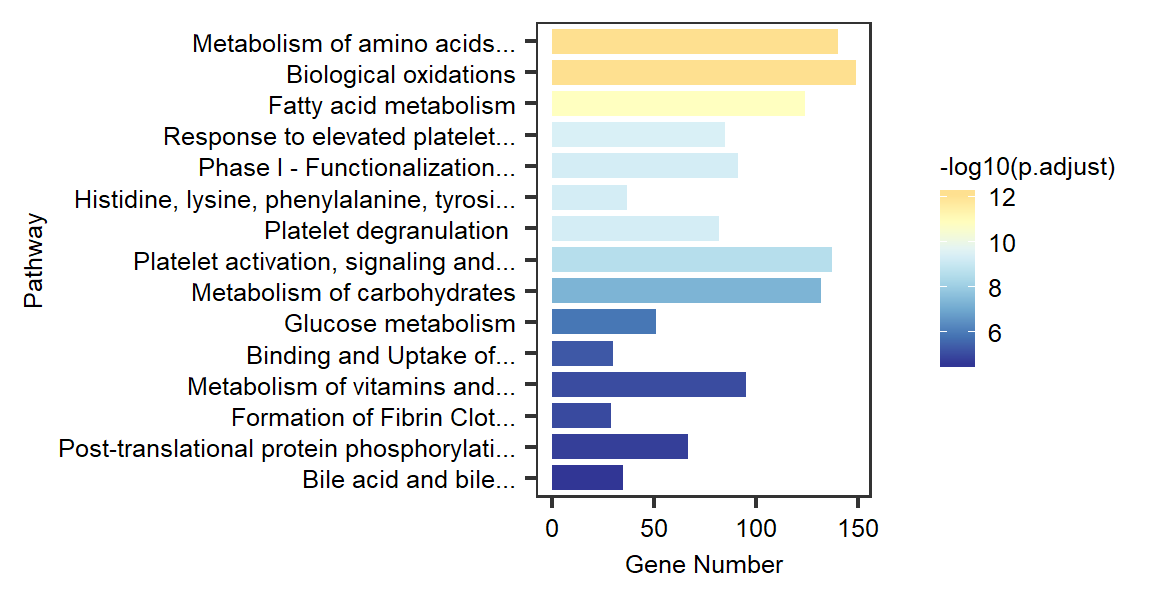 Metabolism of amino acids...
Biological oxidations
Fatty acid metabolism
Response to elevated platelet...
Phase I - Functionalization...
Histidine, lysine, phenylalanine, tyrosi...
Platelet degranulation
Platelet activation, signaling and...
Metabolism of carbohydrates
Glucose metabolism
Binding and Uptake of...
Metabolism of vitamins and...
Formation of Fibrin Clot...
Post-translational protein phosphorylati...
Bile acid and bile...
Pathway
0 50 100 150
Gene Number
-log10(p.adjust)
12
10
8
6